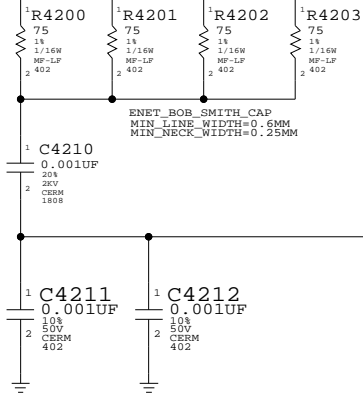 1 R4200
75
1%
1/16W
MF-LF
2 402
1 R4201
75
1%
1/16W
MF-LF
2 402
1 R4202
75
1%
1/16W
MF-LF
2 402
1 R4203
75
1%
1/16W
MF-LF
2 402
ENET_BOB_SMITH_CAP
MIN_LINE_WIDTH=0.6MM
MIN_NECK_WIDTH=0.25MM
1 C4210
0.001UF
20%
2 2KV
CERM
1808
1 C4211
0.001UF
10%
2 50V
CERM
402
1 C4212
0.001UF
10%
2 50V
CERM
402